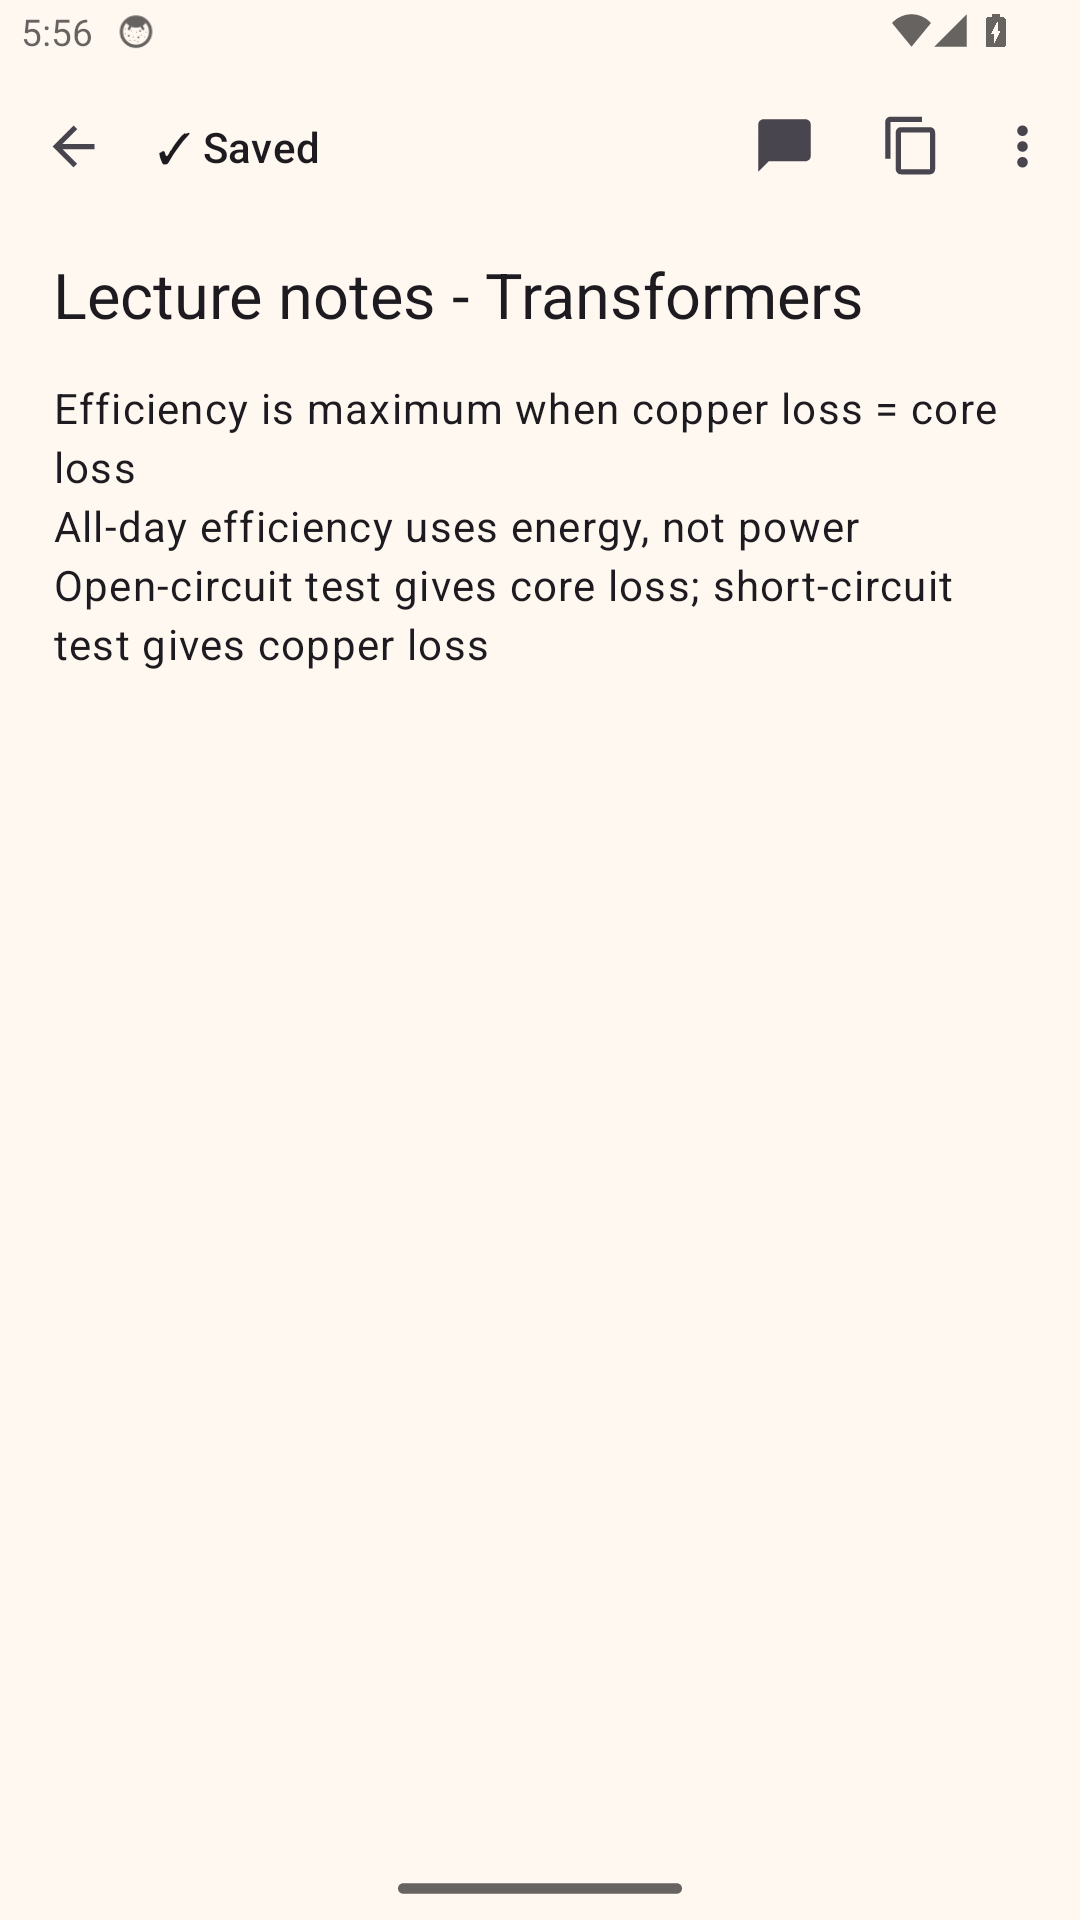 5:56
✓ Saved
Lecture notes - Transformers
Efficiency is maximum when copper loss = core
loss
All-day efficiency uses energy, not power
Open-circuit test gives core loss; short-circuit
test gives copper loss